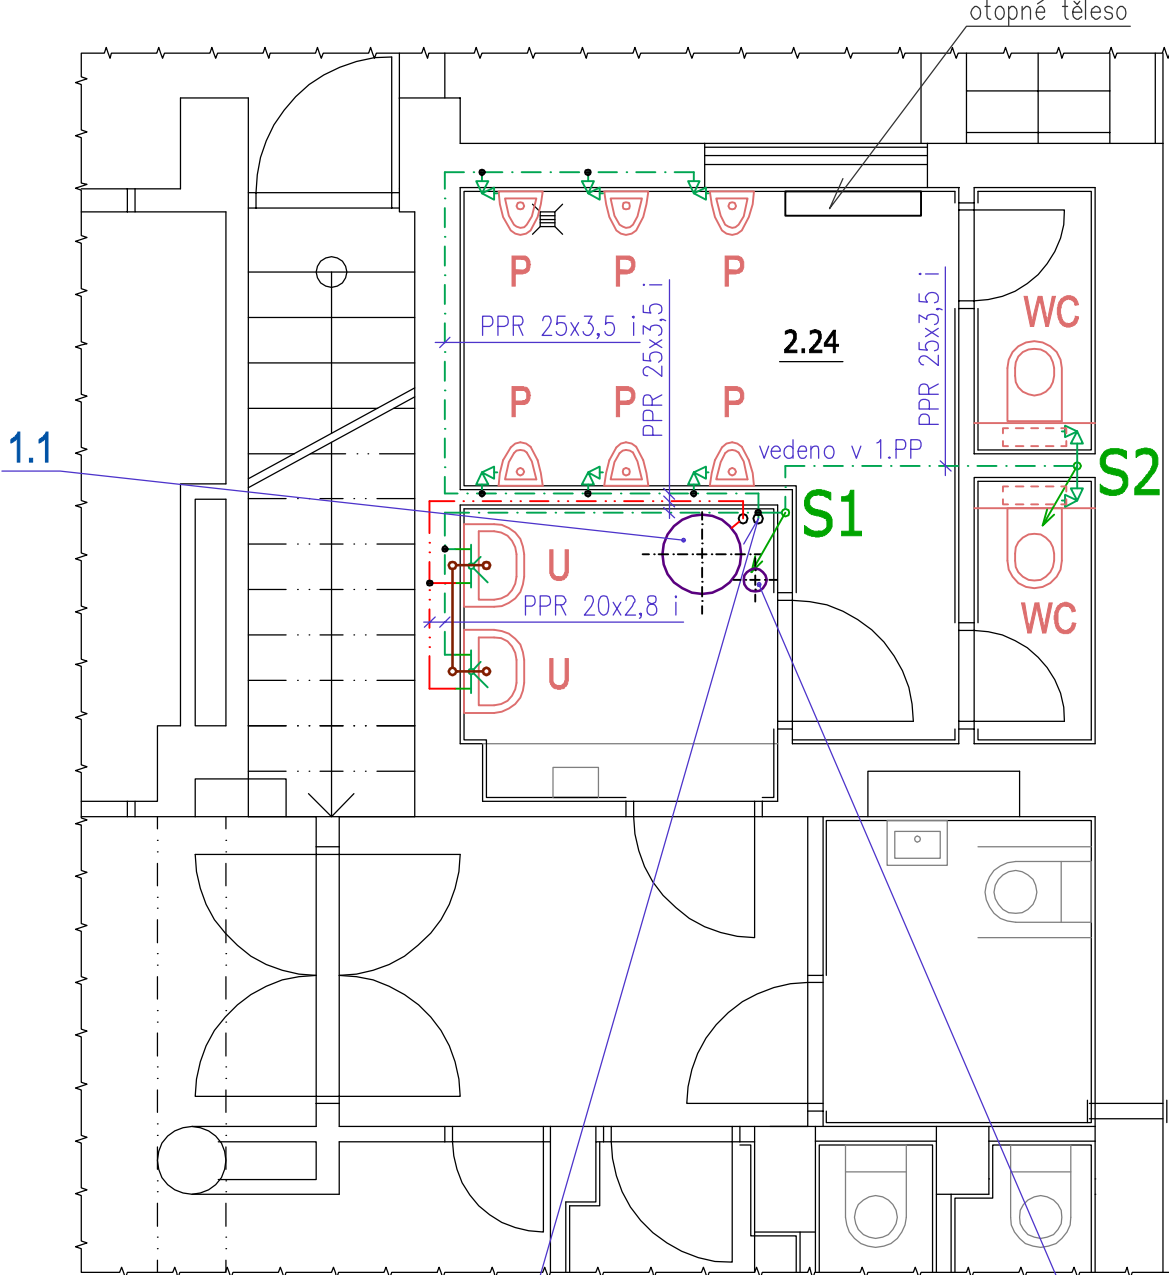 otopné těleso
P P P
WC
PPR 25x3,5 i
PPR 25x3,5 i
PPR 25x3,5 i
2.24
P P P
1.1
vedeno v 1.PP
S2
S1
U
PPR 20x2,8 i
WC
U